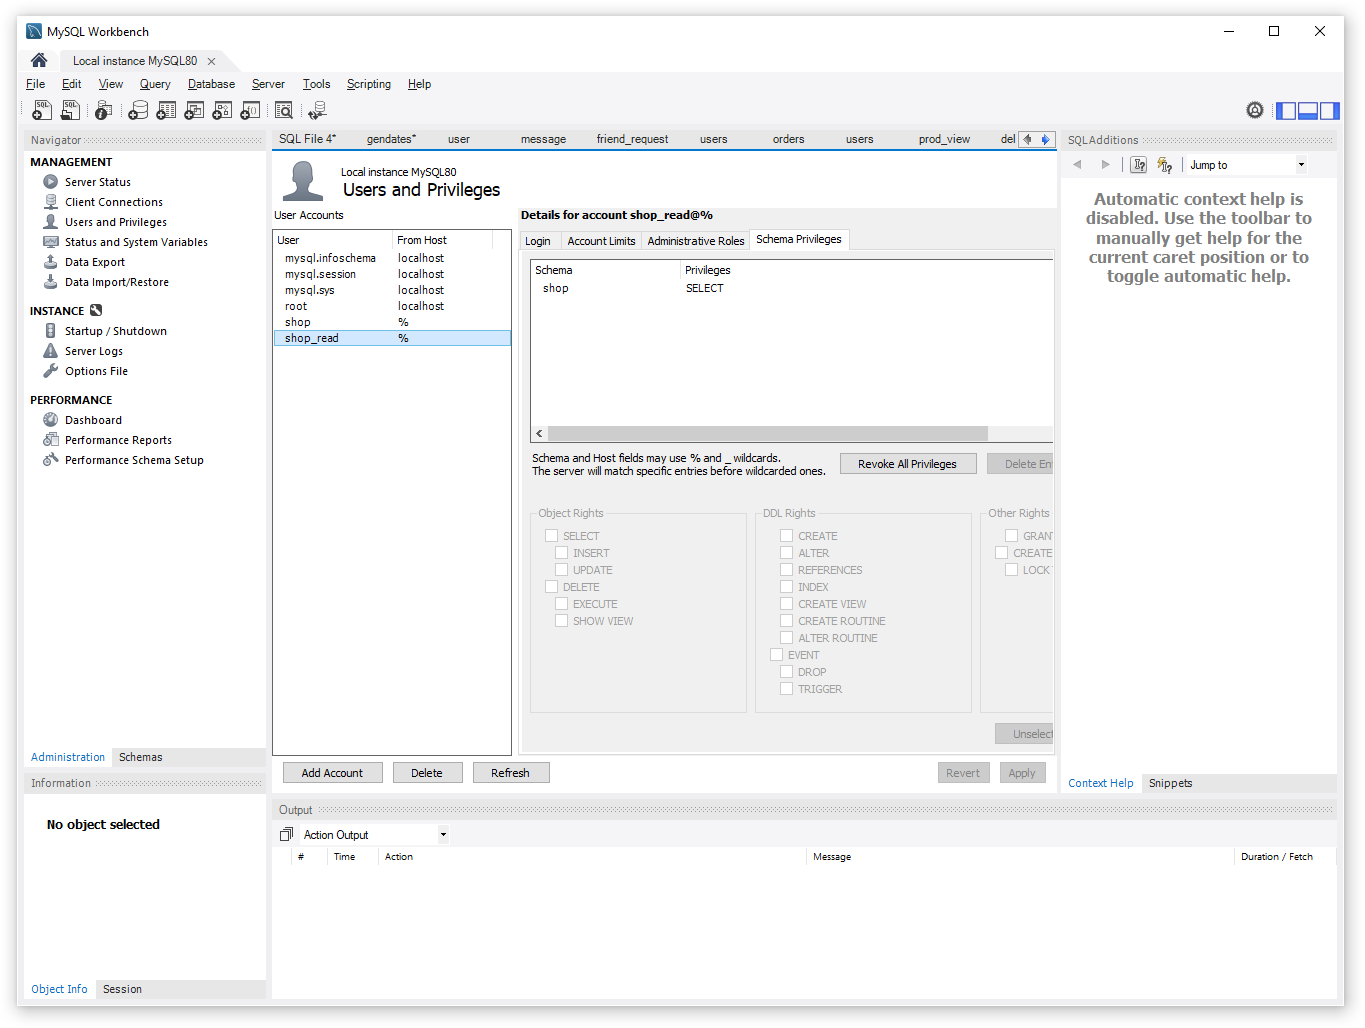 MySQL Workbench
Local instance MySQL80
File Edit View Query Database Server Tools Scripting Help
Navigator
MANAGEMENT
Server Status
Client Connections
Users and Privileges
Status and System Variables
Data Export
Data Import/Restore
INSTANCE
Startup / Shutdown
Server Logs
Options File
PERFORMANCE
Dashboard
Performance Reports
Performance Schema Setup
Administration Schemas
Information
No object selected
Object Info Session
SQL File 4* gendates* user message friend_request users orders users prod_view del
Local instance MySQL80
Users and Privileges
User Accounts
User From Host
mysql.infoschema localhost
mysql.session localhost
mysql.sys localhost
root localhost
shop %
shop_read %
Add Account Delete Refresh
Details for account shop_read@%
Login Account Limits Administrative Roles Schema Privileges
Schema Privileges
shop SELECT
Schema and Host fields may use % and _ wildcards.
The server will match specific entries before wildcarded ones.
Revoke All Privileges Delete En
Object Rights
SELECT
INSERT
UPDATE
DELETE
EXECUTE
SHOW VIEW
DDL Rights
CREATE
ALTER
REFERENCES
INDEX
CREATE VIEW
CREATE ROUTINE
ALTER ROUTINE
EVENT
DROP
TRIGGER
Other Rights
GRAN
CREATE
LOCK
Unselect
Revert Apply
SQLAdditions
Jump to
Automatic context help is
disabled. Use the toolbar to
manually get help for the
current caret position or to
toggle automatic help.
Context Help Snippets
Output
Action Output
# Time Action Message Duration / Fetch